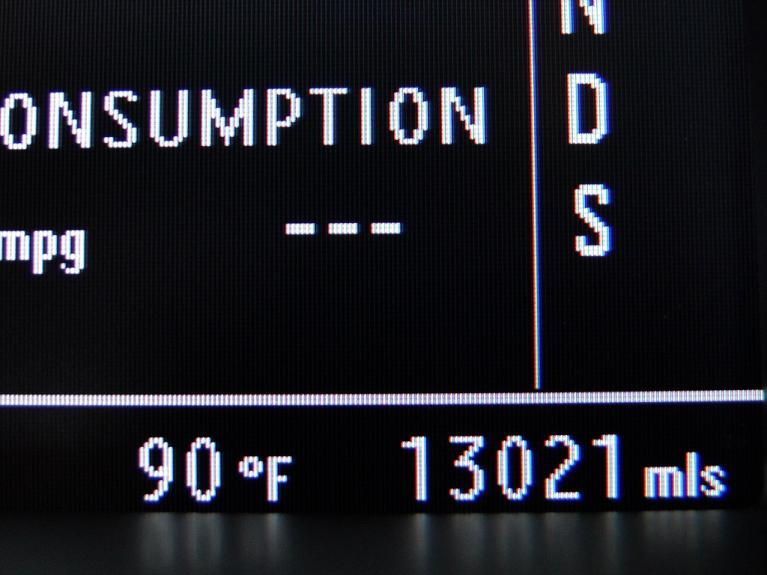 N
ONSUMPTION D
mpg --- S
90 °F 13021 mls